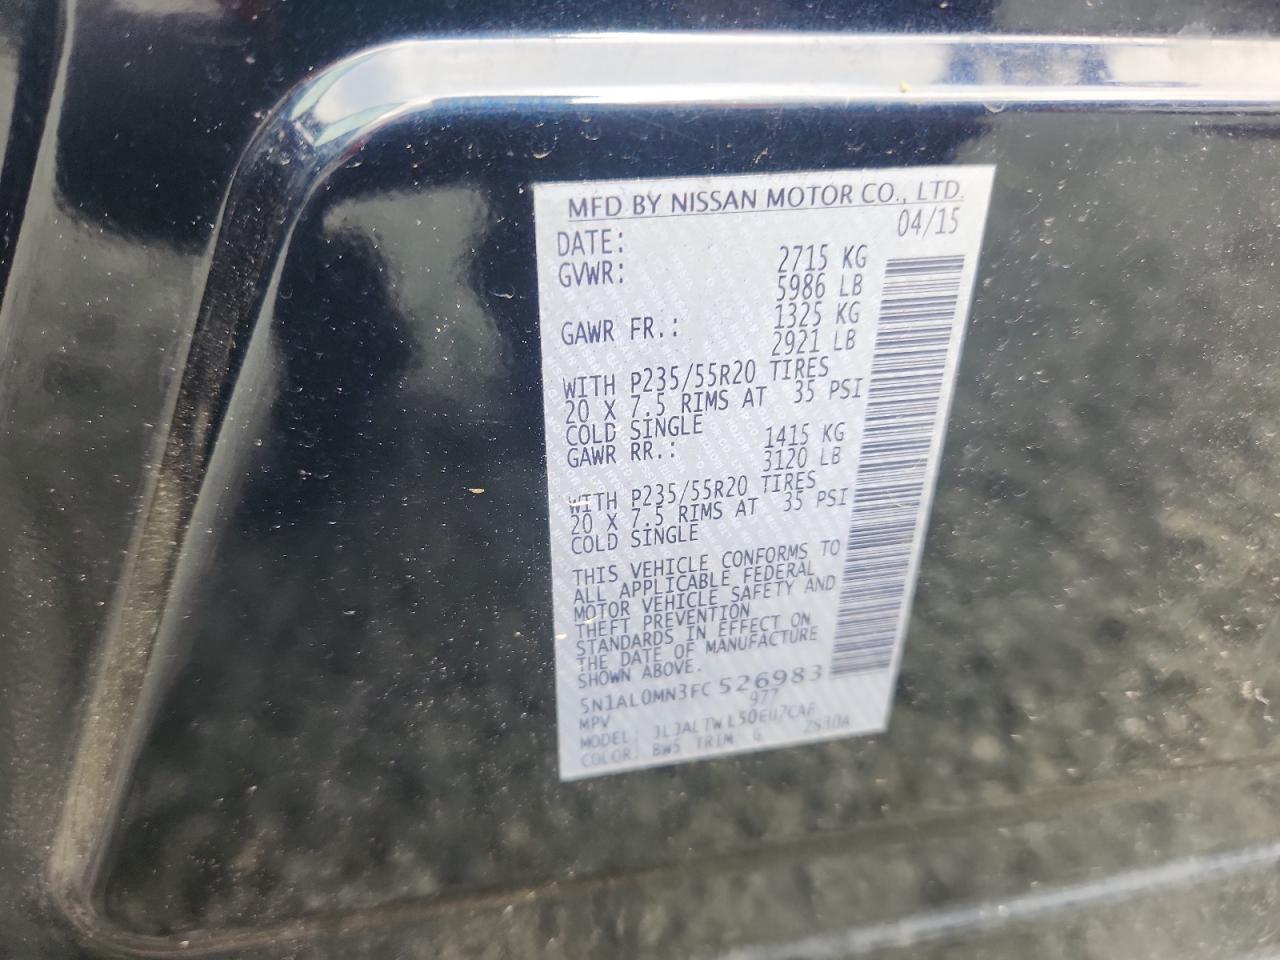 MFD BY NISSAN MOTOR CO., LTD.
DATE: 04/15
GVWR: 2715 KG
5986 LB
GAWR FR.: 1325 KG
2921 LB
WITH P235/55R20 TIRES
20 X 7.5 RIMS AT 35 PSI
COLD SINGLE
GAWR RR.: 1415 KG
3120 LB
WITH P235/55R20 TIRES
20 X 7.5 RIMS AT 35 PSI
COLD SINGLE
THIS VEHICLE CONFORMS TO
ALL APPLICABLE FEDERAL
MOTOR VEHICLE SAFETY AND
THEFT PREVENTION
STANDARDS IN EFFECT ON
THE DATE OF MANUFACTURE
SHOWN ABOVE.
5N1AL0MN3FC526983
MPV 977
MODEL:
COLOR: BW5 TRIM G